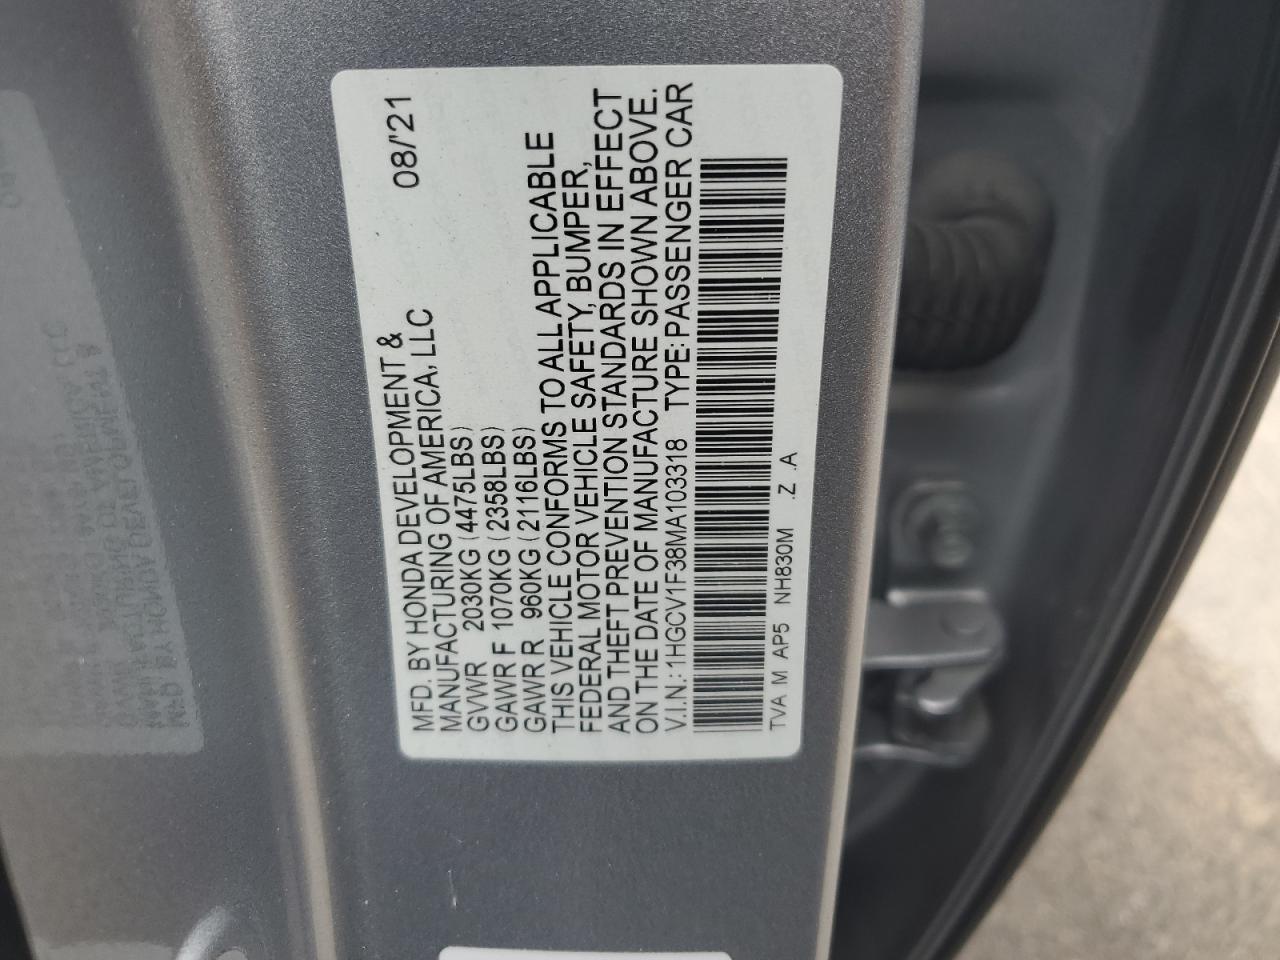 08/'21
MFD. BY HONDA DEVELOPMENT &
MANUFACTURING OF AMERICA, LLC
GVWR 2030KG (4475LBS)
GAWR F 1070KG (2358LBS)
GAWR R 960KG (2116LBS)
THIS VEHICLE CONFORMS TO ALL APPLICABLE
FEDERAL MOTOR VEHICLE SAFETY, BUMPER,
AND THEFT PREVENTION STANDARDS IN EFFECT
ON THE DATE OF MANUFACTURE SHOWN ABOVE.
V.I.N.: 1HGCV1F38MA103318 TYPE: PASSENGER CAR
TVA M AP5 NH830M .Z .A